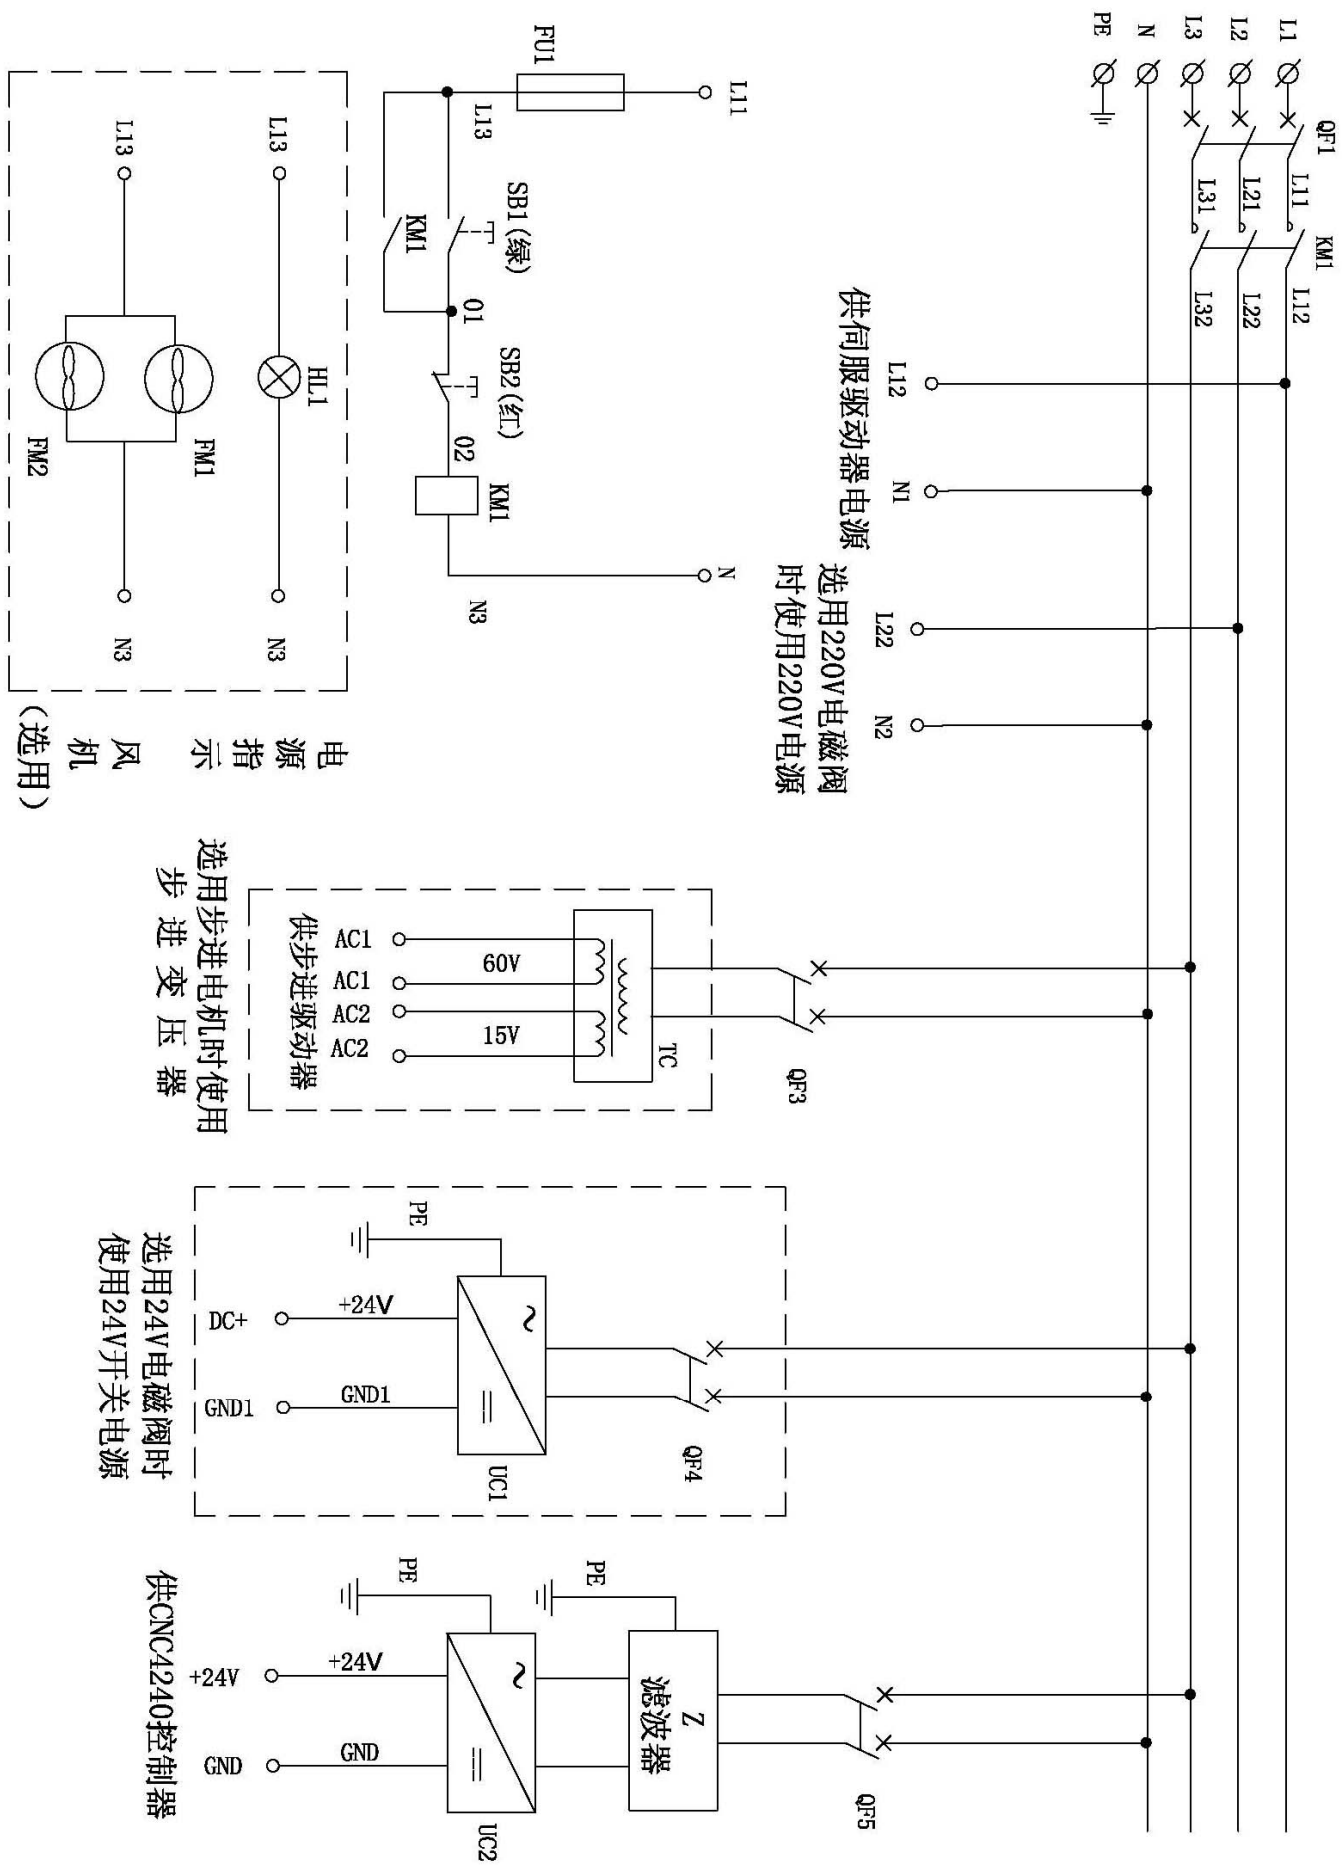 L1
L2
L3
N
PE
QF1
L11
L21
L31
KM1
L12
L22
L32
L12
N1
供伺服驱动器电源
L22
N2
选用220V电磁阀
时使用220V电源
L11
FU1
L13
SB1(绿)
KM1
01
SB2(红)
02
KM1
N3
N
L13
HL1
N3
L13
FM1
FM2
N3
电源指示
风机
(选用)
QF3
TC
60V
15V
AC1
AC1
AC2
AC2
供步进驱动器
选用步进电机时使用
步进变压器
QF4
UC1
PE
+24V
GND1
DC+
GND1
选用24V电磁阀时
使用24V开关电源
QF5
Z
滤波器
PE
UC2
PE
+24V
GND
+24V
GND
供CNC4240控制器